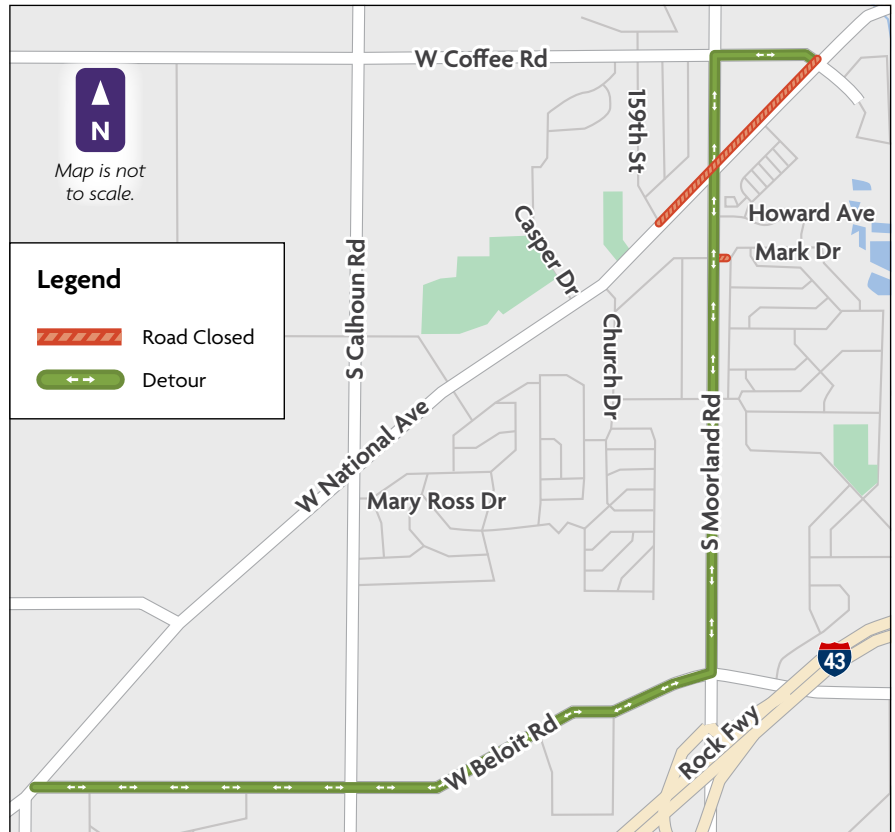 W Coffee Rd
N
Map is not
to scale.
159th St
Howard Ave
Casper Dr
Mark Dr
Legend
Road Closed
Detour
S Calhoun Rd
Church Dr
S Moorland Rd
W National Ave
Mary Ross Dr
43
Rock Fwy
W Beloit Rd